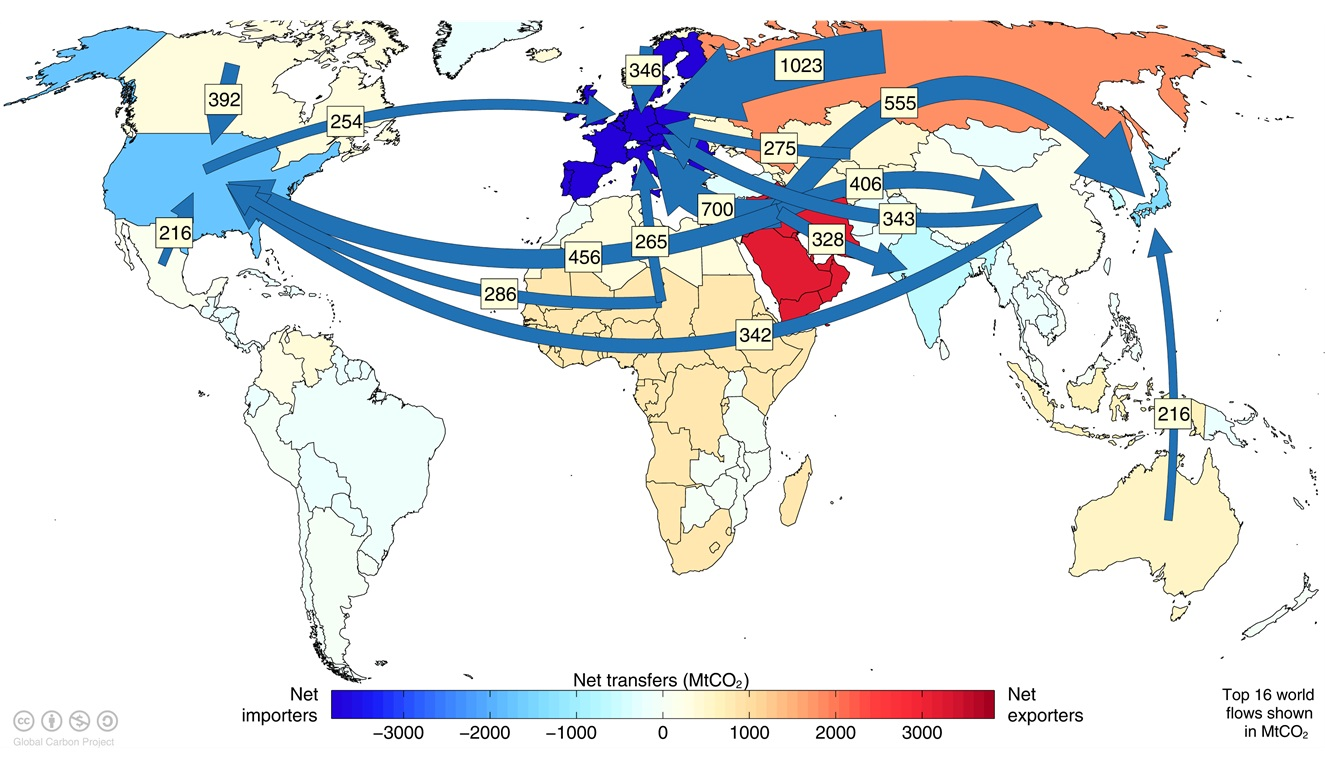 346
1023
392
555
254
275
406
700
343
216
265
328
456
286
342
216
Net transfers (MtCO₂)
Net
importers
Net
exporters
−3000
−2000
−1000
0
1000
2000
3000
Top 16 world
flows shown
in MtCO₂
cc
Global Carbon Project